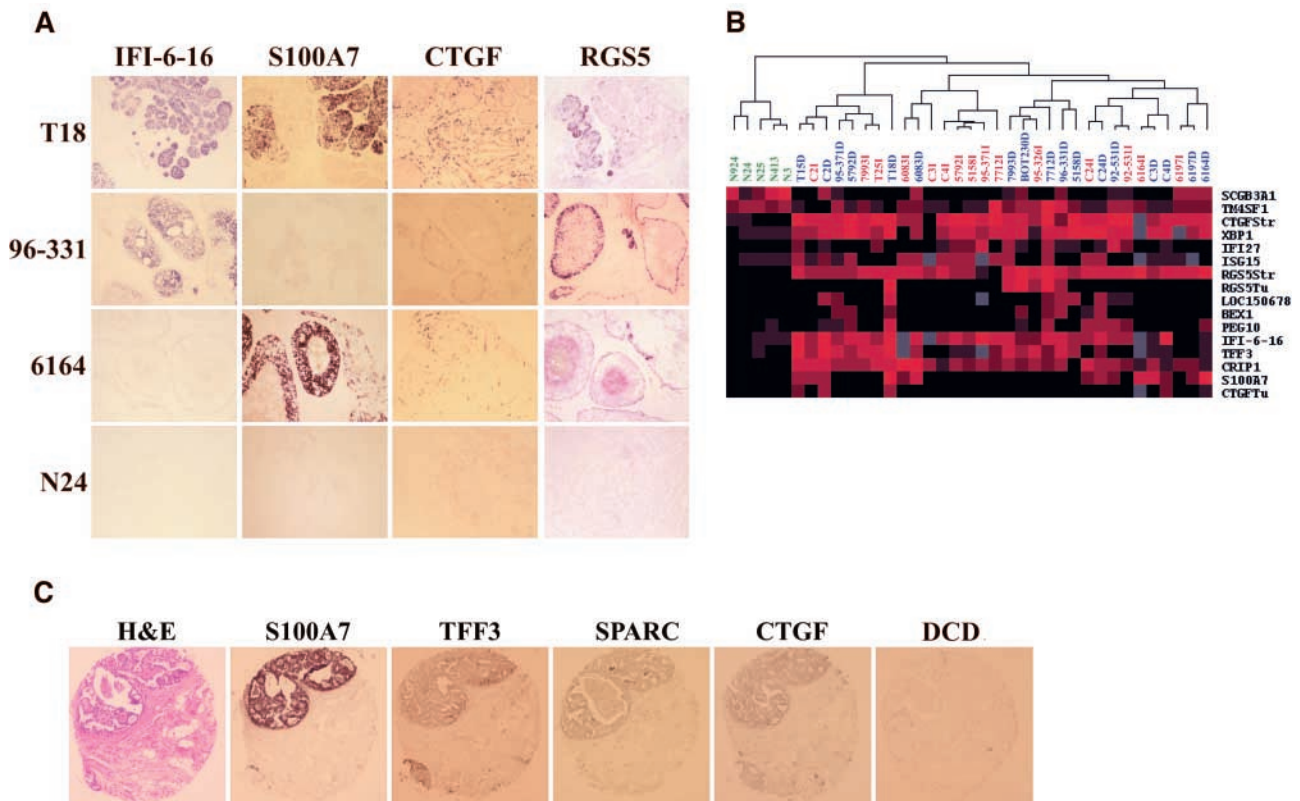 A
IFI-6-16 S100A7 CTGF RGS5
T18
96-331
6164
N24
B
N924 N24 N25 N413 N3 T15D C2I C2D 95-371D 5792D 7993I T25I T18D 6083I 6083D C3I C4I 5792I 5158I 95-371I 7712I 7993D BOT230D 95-326I 7712D 96-331D 5158D C24I C24D 92-531D 92-531I 6164I C3D C4D 6197I 6197D 6164D
SCGB3A1
TM4SF1
CTGFStr
XBP1
IFI27
ISG15
RGS5Str
RGS5Tu
LOC150678
BEX1
PEG10
IFI-6-16
TFF3
CRIP1
S100A7
CTGFTu
C
H&E S100A7 TFF3 SPARC CTGF DCD